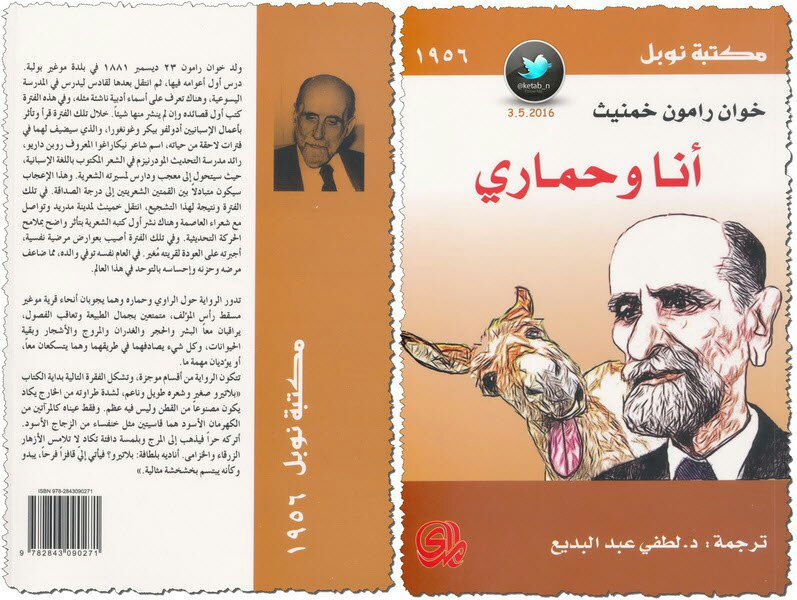 مكتبة نوبل ١٩٥٦
@ketab_n
3.5.2016
خوان رامون خمنيث
أنا وحماري
ترجمة: د. لطفي عبد البديع
المدى
ولد خوان رامون ٢٣ ديسمبر ١٨٨١ في بلدة موغير بولبة.
درس أول أعوامه فيها، ثم انتقل بعدها لقادس ليدرس في المدرسة
اليسوعية، وهناك تعرف على أسماء أدبية ناشئة مثله، وفي هذه الفترة
كتب أول قصائده وإن لم ينشر منها شيئاً. خلال تلك الفترة قرأ وتأثر
بأعمال الإسبانيين أدولفو بيكر وغونغورا، والذي سيضيف لهما في
فترات لاحقة من حياته، اسم شاعر نيكاراغوا المعروف روبن داريو،
رائد مدرسة التحديث المودرنيزم في الشعر المكتوب باللغة الإسبانية،
حيث سيتحول إلى معجب ودارس لمسيرته الشعرية. وهذا الإعجاب
سيكون متبادلاً بين القمتين الشعريتين إلى درجة الصداقة. في تلك
الفترة ونتيجة لهذا التشجيع، انتقل خمينث لمدينة مدريد وتواصل
مع شعراء العاصمة وهناك نشر أول كتبه الشعرية بتأثر واضح بملامح
الحركة التحديثية. وفي تلك الفترة أصيب بعوارض مرضية نفسية،
أجبرته على العودة لقريته مُغير. في العام نفسه توفي والده، مما ضاعف
مرضه وحزنه وإحساسه بالتوحد في هذا العالم.
تدور الرواية حول الراوي وحماره وهما يجوبان أنحاء قرية موغير
مسقط رأس المؤلف، متمتعين بجمال الطبيعة وتعاقب الفصول،
يراقبان معاً البشر والحجر والغدران والمروج والأشجار وبقية
الحيوانات، وكل شيء يصادفهما في طريقهما وهما يتسكعان معاً،
أو يؤديان مهمة ما.
تتكون الرواية من أقسام موجزة، وتشكل الفقرة التالية بداية الكتاب
«بلاتيرو صغير وشعره طويل وناعم، لشدة طراوته من الخارج يكاد
يكون مصنوعاً من القطن وليس فيه عظم. وفقط عيناه كالمرآتين من
الكهرمان الأسود هما قاسيتين مثل خنفساء من الزجاج الأسود.
أتركه حراً فيذهب إلى المرج وبلمسة دافئة تكاد لا تلامس الأزهار
الزرقاء والخزامى. أناديه بلطافة: بلاتيرو؟ فيأتي إليّ قافزاً فرحاً، يبدو
وكأنه يبتسم بخشخشة مثالية.»
مكتبة نوبل ١٩٥٦
ISBN 978-2843090271
9 782843 090271